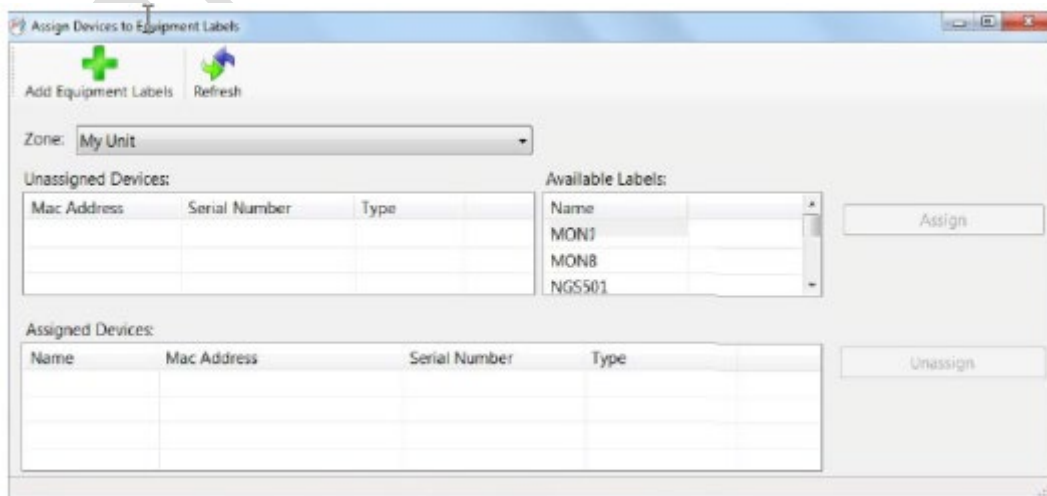 Assign Devices to Equipment Labels
Add Equipment Labels Refresh
Zone: My Unit
Unassigned Devices: Available Labels:
Mac Address Serial Number Type Name
MON1
Assign
MON8
NGS501
Assigned Devices:
Name Mac Address Serial Number Type
Unassign